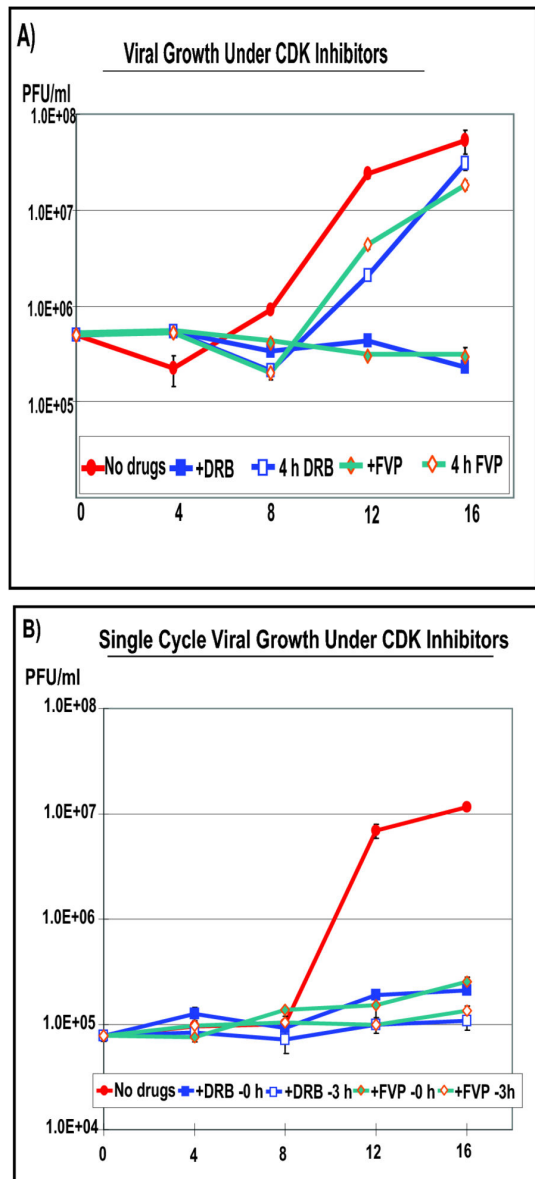 A)
Viral Growth Under CDK Inhibitors
PFU/ml
1.0E+08
1.0E+07
1.0E+06
1.0E+05
No drugs +DRB 4 h DRB +FVP 4 h FVP
0 4 8 12 16
B)
Single Cycle Viral Growth Under CDK Inhibitors
PFU/ml
1.0E+08
1.0E+07
1.0E+06
1.0E+05
No drugs +DRB -0 h +DRB -3 h +FVP -0 h +FVP -3h
1.0E+04
0 4 8 12 16